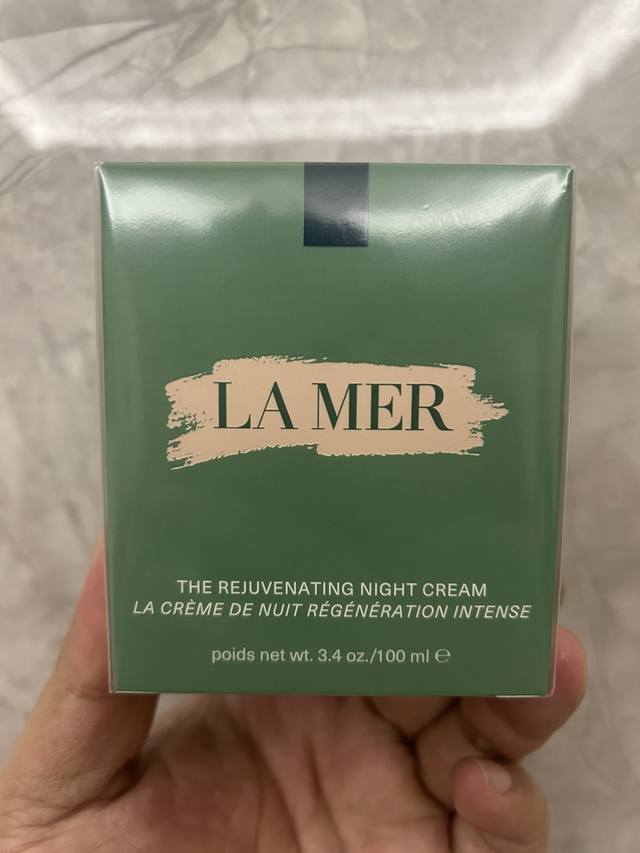 LA MER
THE REJUVENATING NIGHT CREAM
LA CRÈME DE NUIT RÉGÉNÉRATION INTENSE
poids net wt. 3.4 oz./100 ml ℮